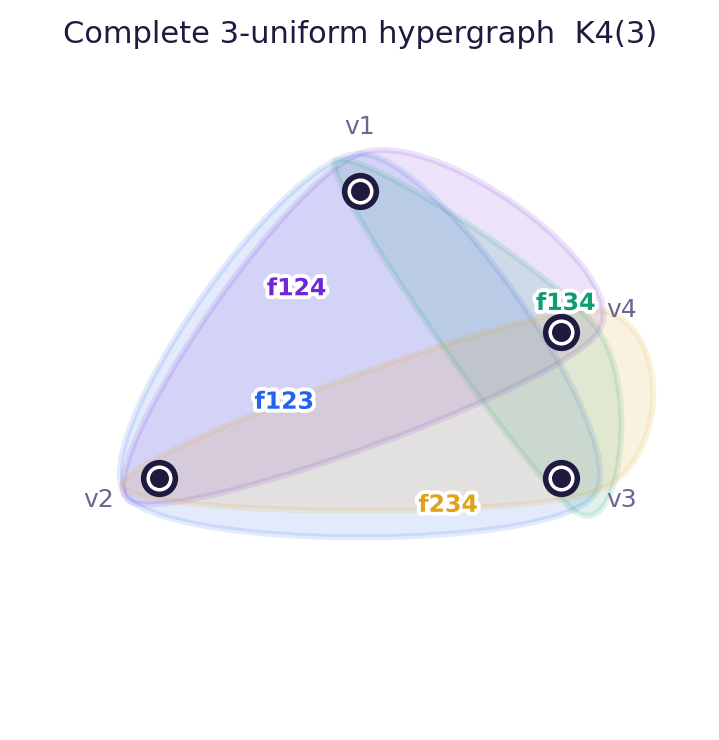 Complete 3-uniform hypergraph  K4(3)
v1
f124
f134
v4
f123
v2
f234
v3